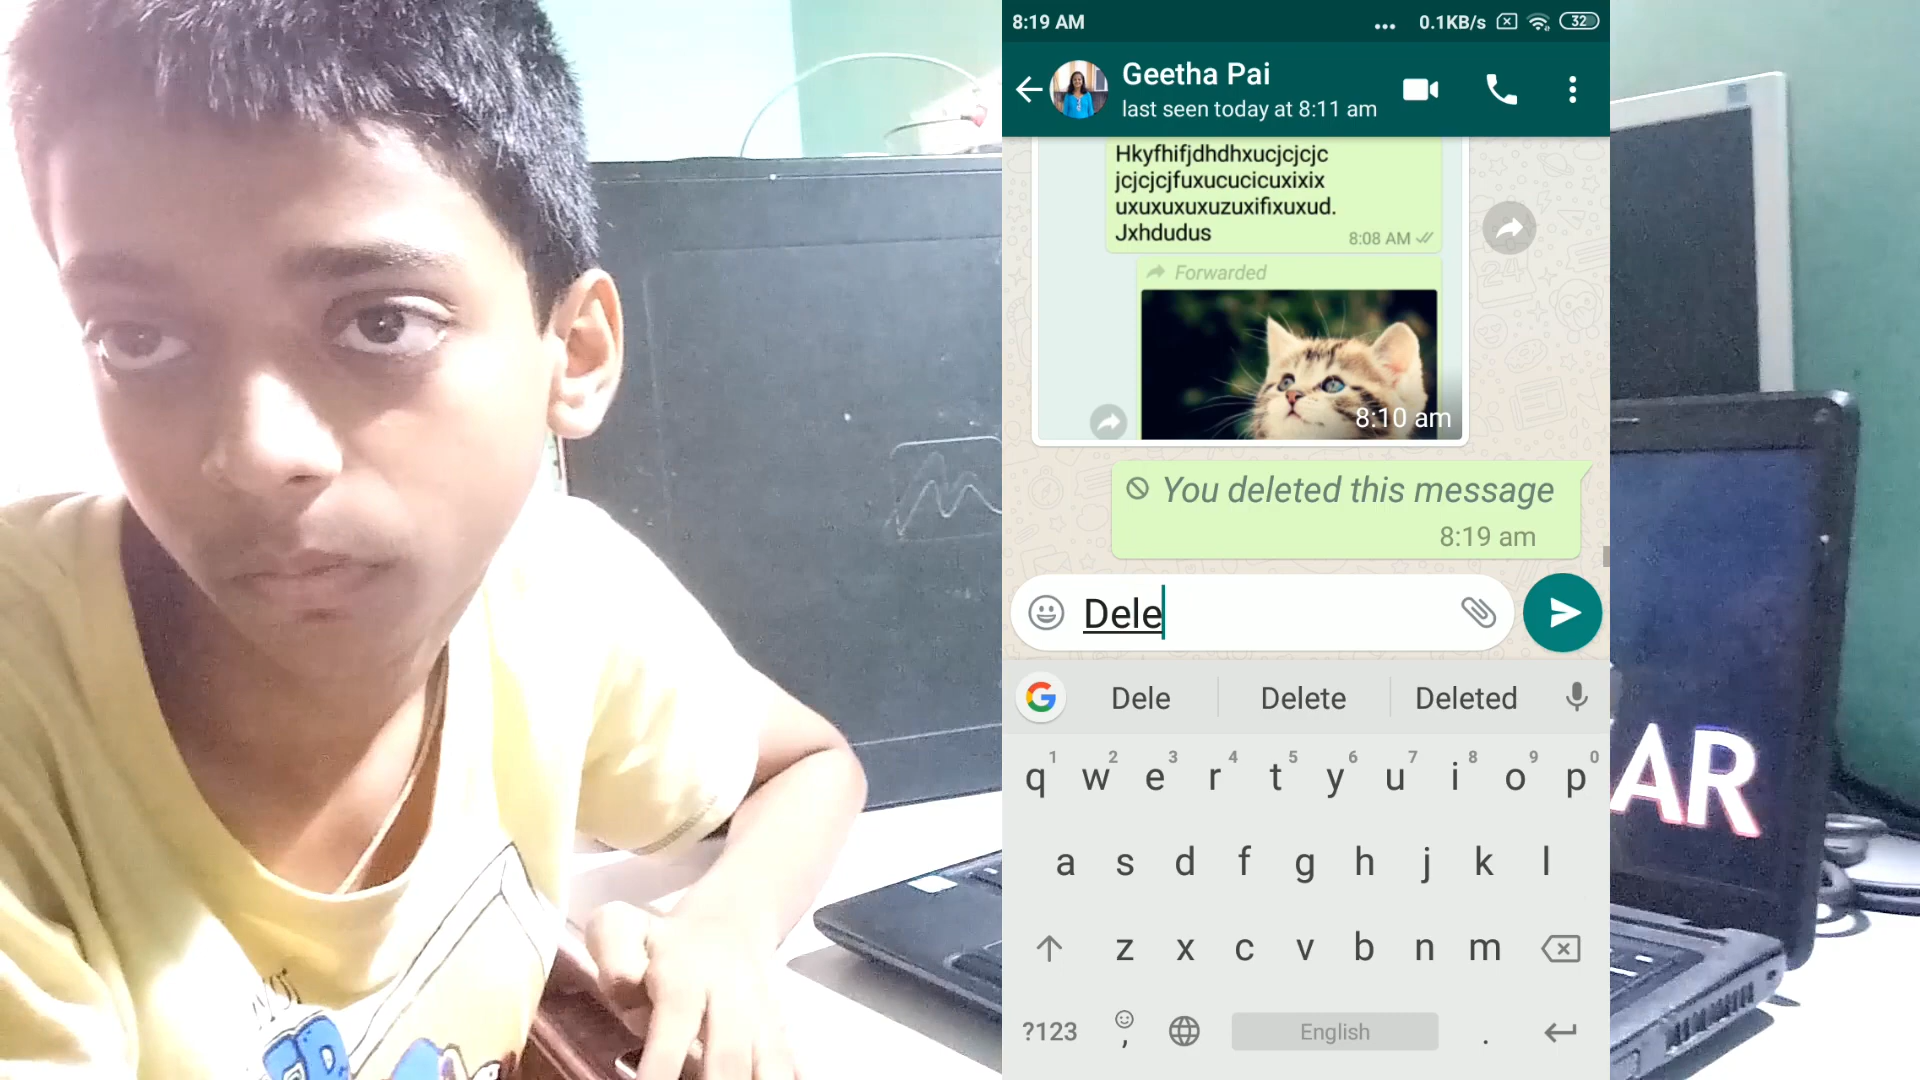 8:19 AM
... 0.1KB/s 32
Geetha Pai
last seen today at 8:11 am
Hkyfhifjdhdhxucjcjcjc
jcjcjcjfuxucucicuxixix
uxuxuxuxuzuxifixuxud.
Jxhdudus
8:08 AM
Forwarded
8:10 am
You deleted this message
8:19 am
Dele
G Dele Delete Deleted
1 2 3 4 5 6 7 8 9 0
q w e r t y u i o p
a s d f g h j k l
z x c v b n m
?123 , English .
AR